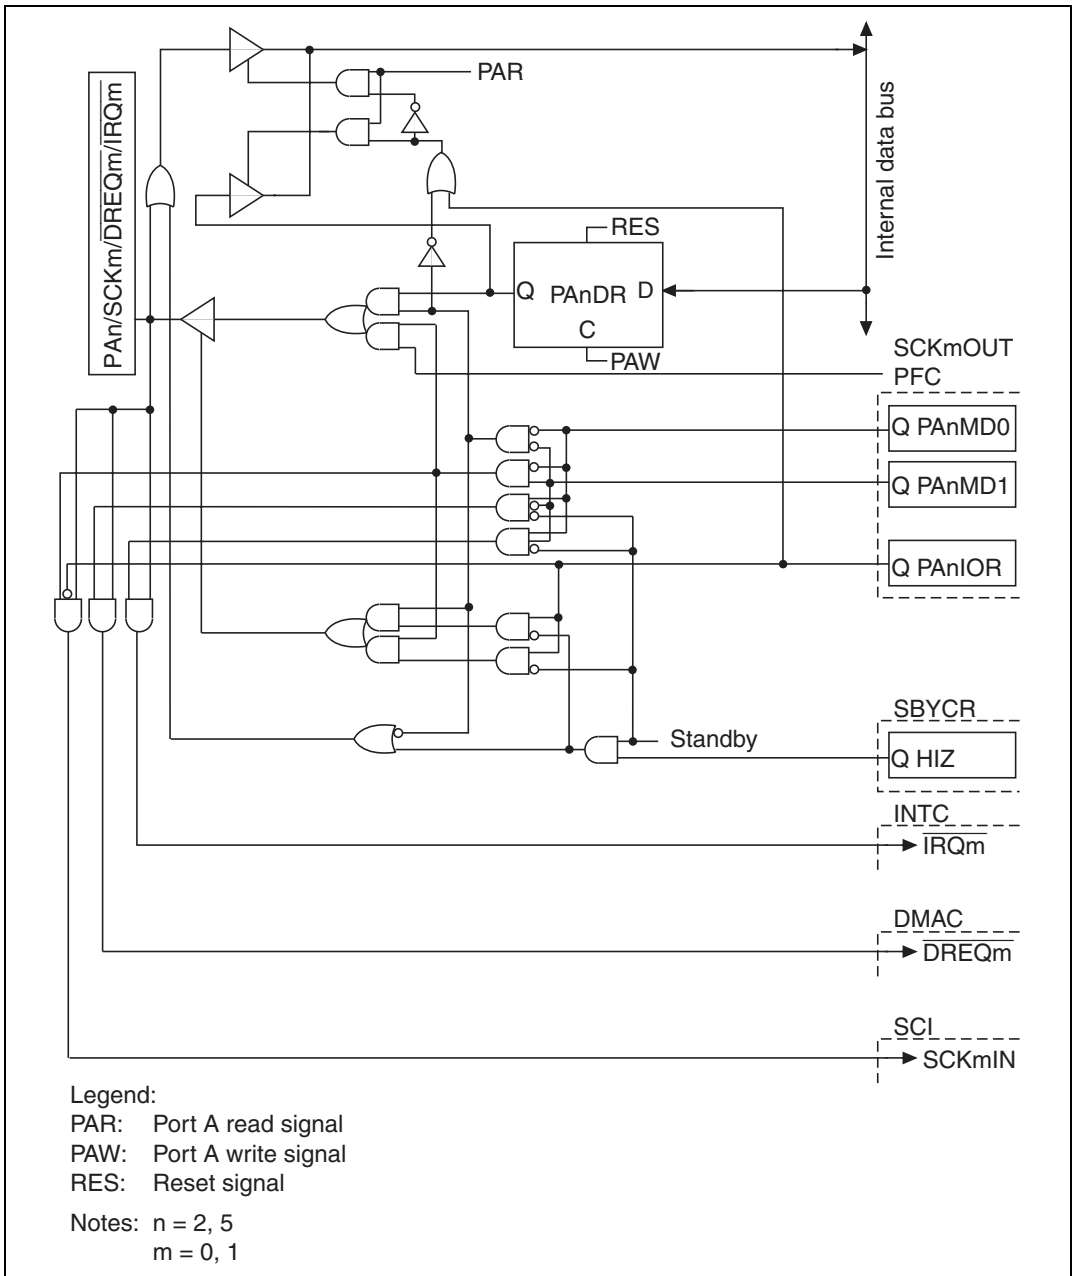 PAR
PAn/SCKm/DREQm/IRQm
Internal data bus
RES
Q PAnDR D
C
PAW
SCKmOUT
PFC
Q PAnMD0
Q PAnMD1
Q PAnIOR
SBYCR
Standby
Q HIZ
INTC
IRQm
DMAC
DREQm
SCI
SCKmIN
Legend:
PAR: Port A read signal
PAW: Port A write signal
RES: Reset signal
Notes: n = 2, 5
m = 0, 1